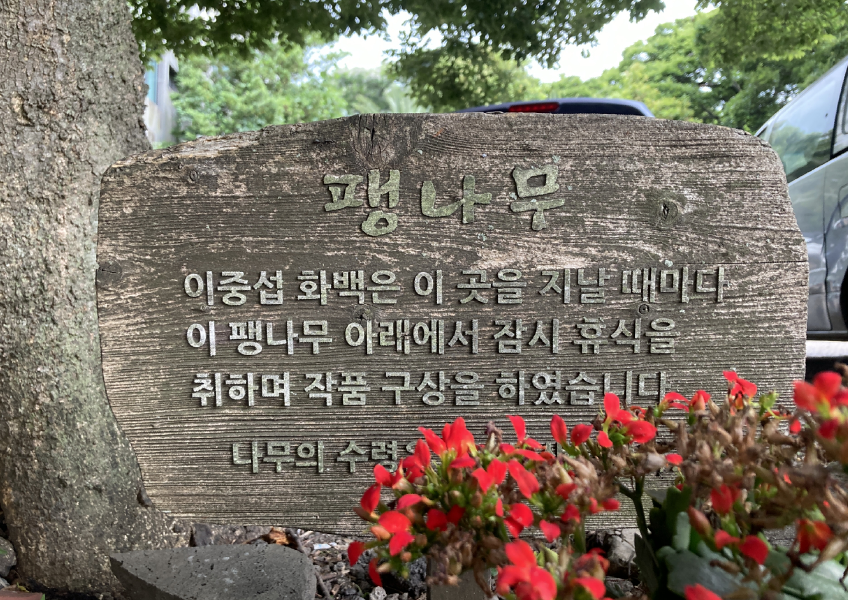 팽나무
이중섭 화백은 이 곳을 지날 때마다
이 팽나무 아래에서 잠시 휴식을
취하며 작품 구상을 하였습니다.
나무의